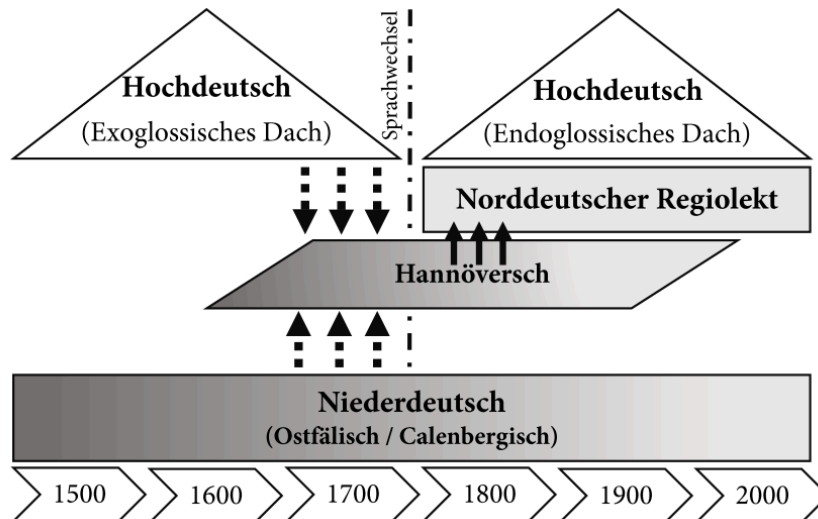 Hochdeutsch
(Exoglossisches Dach)
Sprachwechsel
Hochdeutsch
(Endoglossisches Dach)
Norddeutscher Regiolekt
Hannöversch
Niederdeutsch
(Ostfälisch / Calenbergisch)
1500
1600
1700
1800
1900
2000